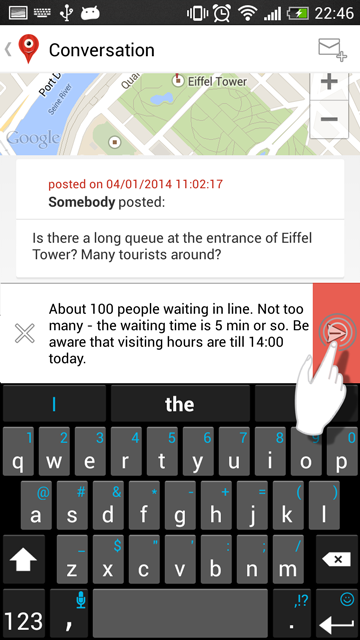 22:46
Conversation
Port D
Seine River
Quai
Eiffel Tower
+
−
Google
posted on 04/01/2014 11:02:17
Somebody posted:
Is there a long queue at the entrance of Eiffel
Tower? Many tourists around?
About 100 people waiting in line. Not too
many - the waiting time is 5 min or so. Be
aware that visiting hours are till 14:00
today.
I the
1 2 3 4 5 6 7 8 9 0
q w e r t y u i o p
@ # & * - + = ( )
a s d f g h j k l
_ $ " ' : ; /
z x c v b n m
123 , ,!? .